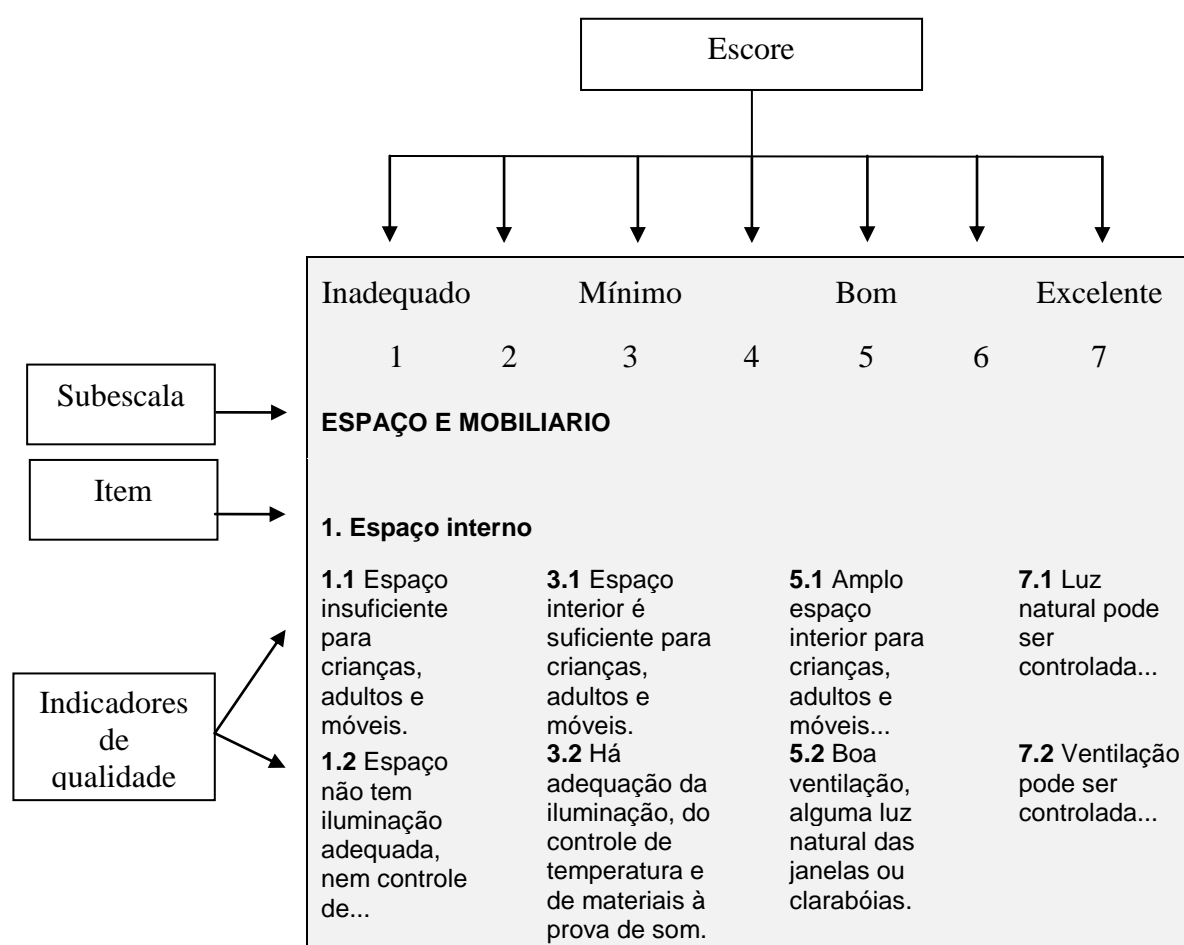 Escore
Inadequado Mínimo Bom Excelente
1 2 3 4 5 6 7
Subescala
ESPAÇO E MOBILIARIO
Item
1. Espaço interno
Indicadores
de
qualidade
1.1 Espaço
insuficiente
para
crianças,
adultos e
móveis.
1.2 Espaço
não tem
iluminação
adequada,
nem controle
de...
3.1 Espaço
interior é
suficiente para
crianças,
adultos e
móveis.
3.2 Há
adequação da
iluminação, do
controle de
temperatura e
de materiais à
prova de som.
5.1 Amplo
espaço
interior para
crianças,
adultos e
móveis...
5.2 Boa
ventilação,
alguma luz
natural das
janelas ou
clarabóias.
7.1 Luz
natural pode
ser
controlada...
7.2 Ventilação
pode ser
controlada...